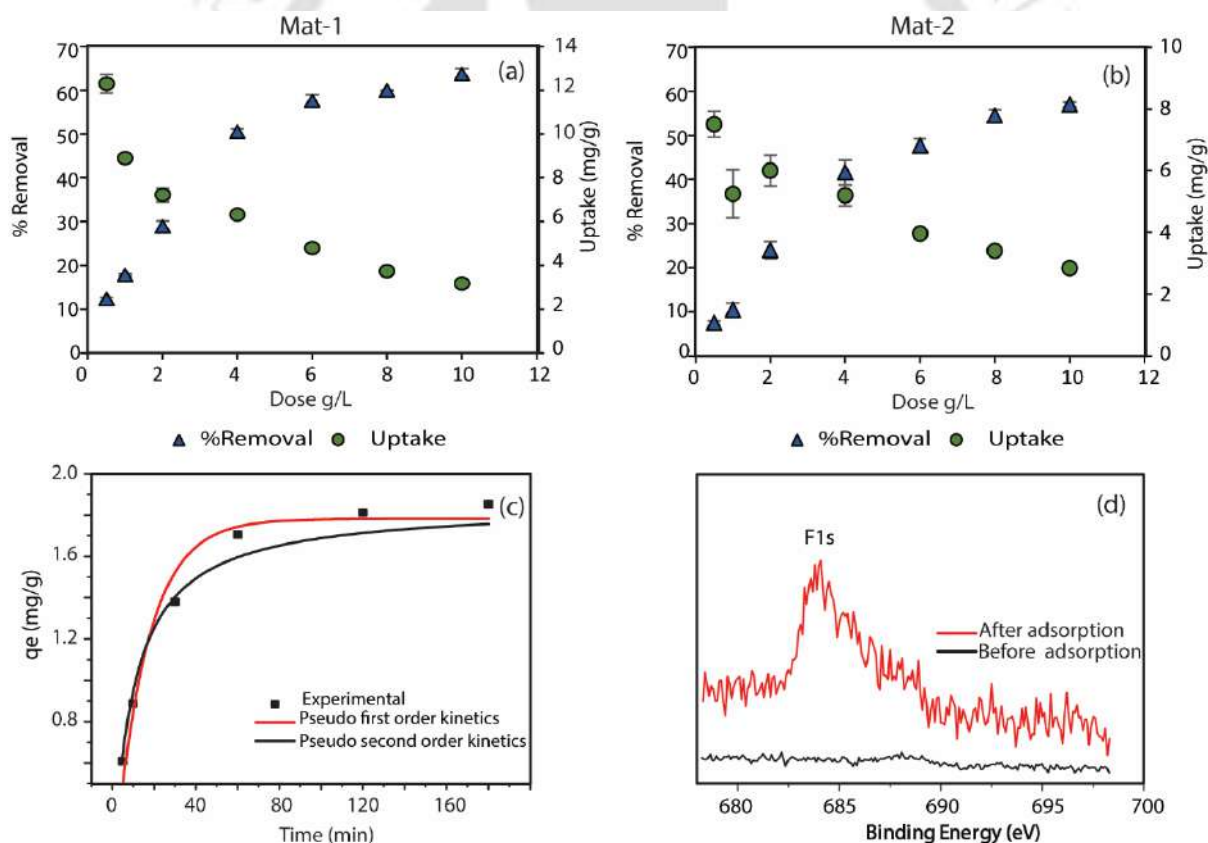 Mat-1
(a)
% Removal
70
60
50
40
30
20
10
0
14
12
10
8
6
4
2
0
Uptake (mg/g)
0 2 4 6 8 10 12
Dose g/L
%Removal Uptake
Mat-2
(b)
% Removal
70
60
50
40
30
20
10
0
10
8
6
4
2
0
Uptake (mg/g)
0 2 4 6 8 10 12
Dose g/L
%Removal Uptake
(c)
qe (mg/g)
2.0
1.6
1.2
0.8
Experimental
Pseudo first order kinetics
Pseudo second order kinetics
0 40 80 120 160
Time (min)
(d)
F1s
After adsorption
Before adsorption
680 685 690 695 700
Binding Energy (eV)